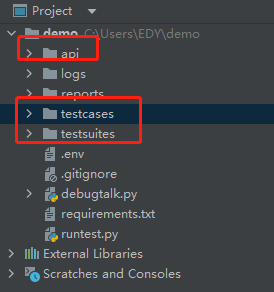 Project
demo C:\Users\EDY\demo
api
logs
reports
testcases
testsuites
.env
.gitignore
debugtalk.py
requirements.txt
runtest.py
External Libraries
Scratches and Consoles